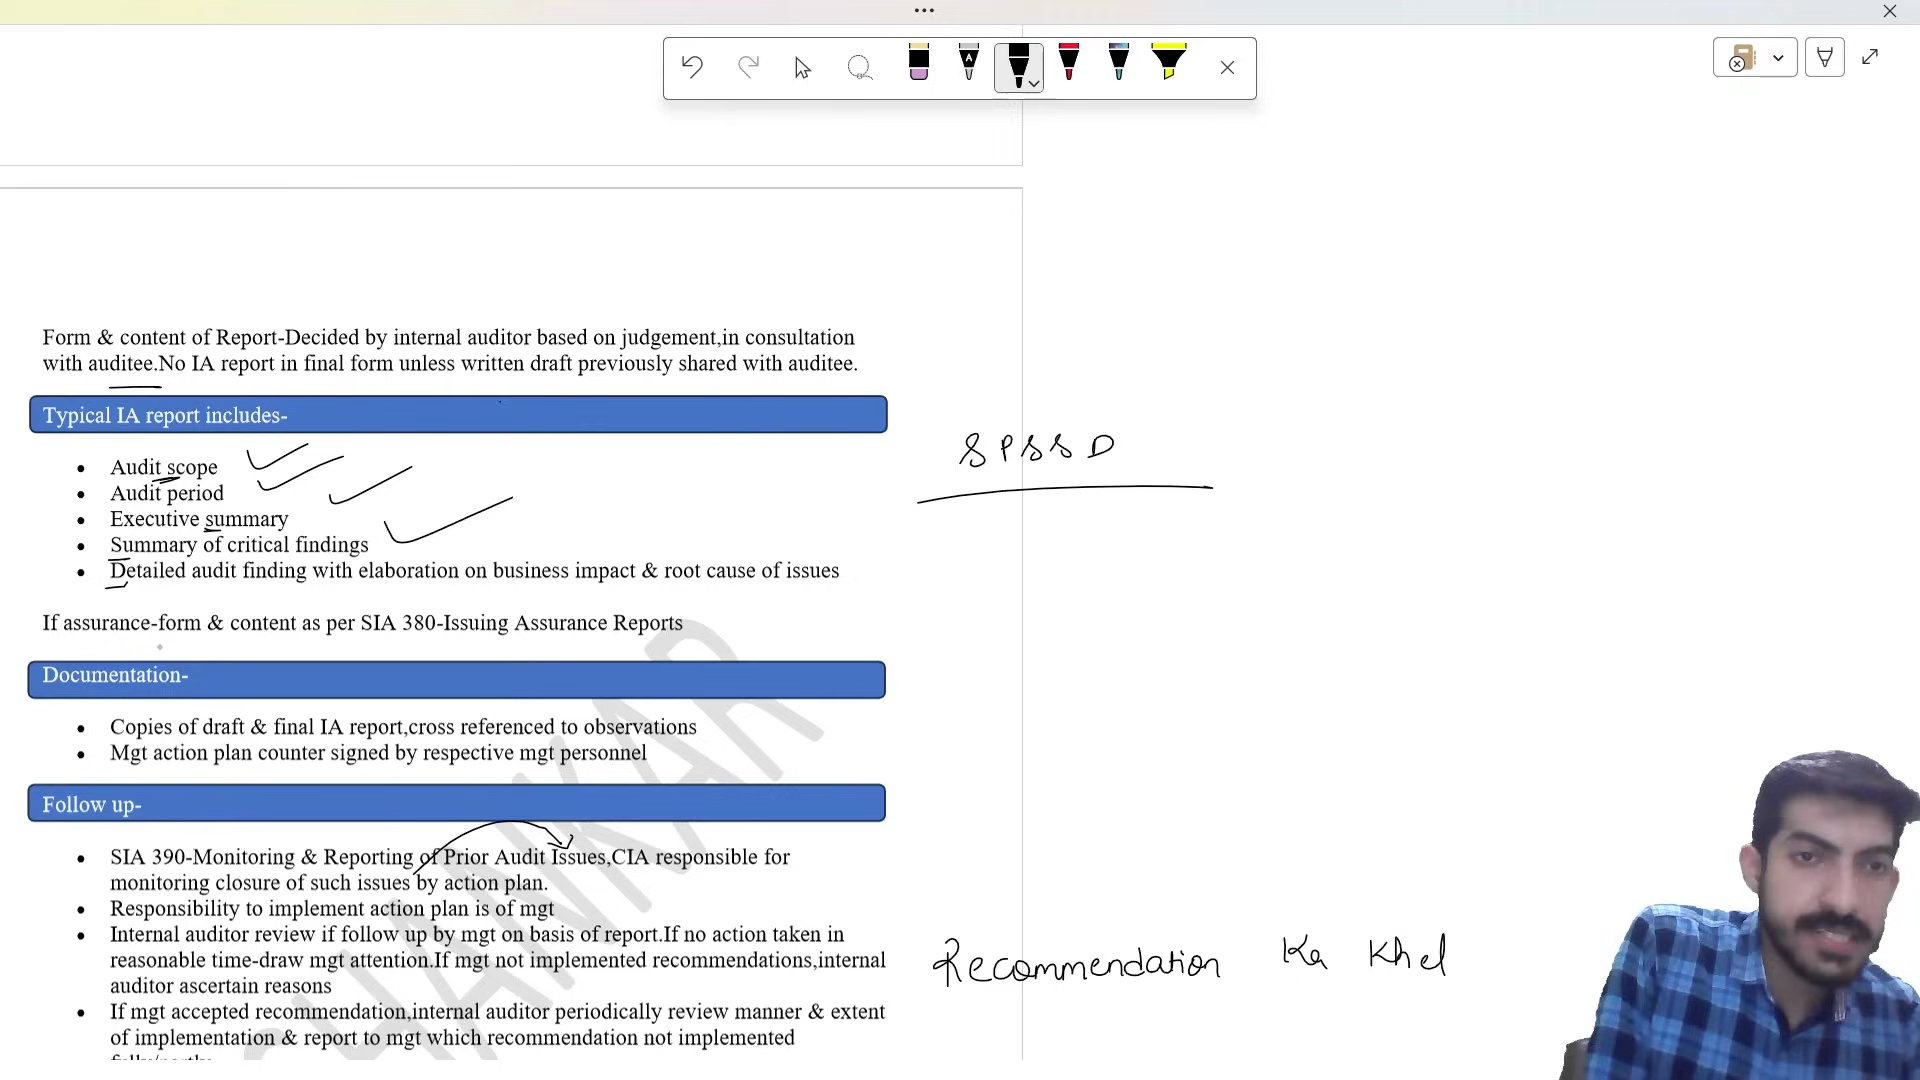 Form & content of Report-Decided by internal auditor based on judgement,in consultation
with auditee.No IA report in final form unless written draft previously shared with auditee.
Typical IA report includes-
• Audit scope
• Audit period
• Executive summary
• Summary of critical findings
• Detailed audit finding with elaboration on business impact & root cause of issues
SPSSD
If assurance-form & content as per SIA 380-Issuing Assurance Reports
Documentation-
• Copies of draft & final IA report,cross referenced to observations
• Mgt action plan counter signed by respective mgt personnel
Follow up-
• SIA 390-Monitoring & Reporting of Prior Audit Issues,CIA responsible for
monitoring closure of such issues by action plan.
• Responsibility to implement action plan is of mgt
• Internal auditor review if follow up by mgt on basis of report.If no action taken in
reasonable time-draw mgt attention.If mgt not implemented recommendations,internal
auditor ascertain reasons
Recommendation Ka Khel
• If mgt accepted recommendation,internal auditor periodically review manner & extent
of implementation & report to mgt which recommendation not implemented
HANKAR